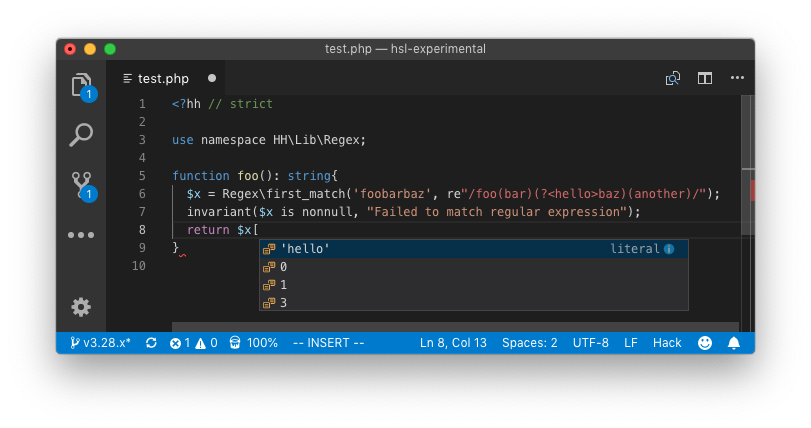 test.php — hsl-experimental
test.php
1
1 <?hh // strict
2
3 use namespace HH\Lib\Regex;
4
5 function foo(): string{
6 $x = Regex\first_match('foobarbaz', re"/foo(bar)(?<hello>baz)(another)/");
7 invariant($x is nonnull, "Failed to match regular expression");
1
8 return $x[
9 }
10
'hello' literal
0
1
3
v3.28.x* 1 0 100% -- INSERT -- Ln 8, Col 13 Spaces: 2 UTF-8 LF Hack